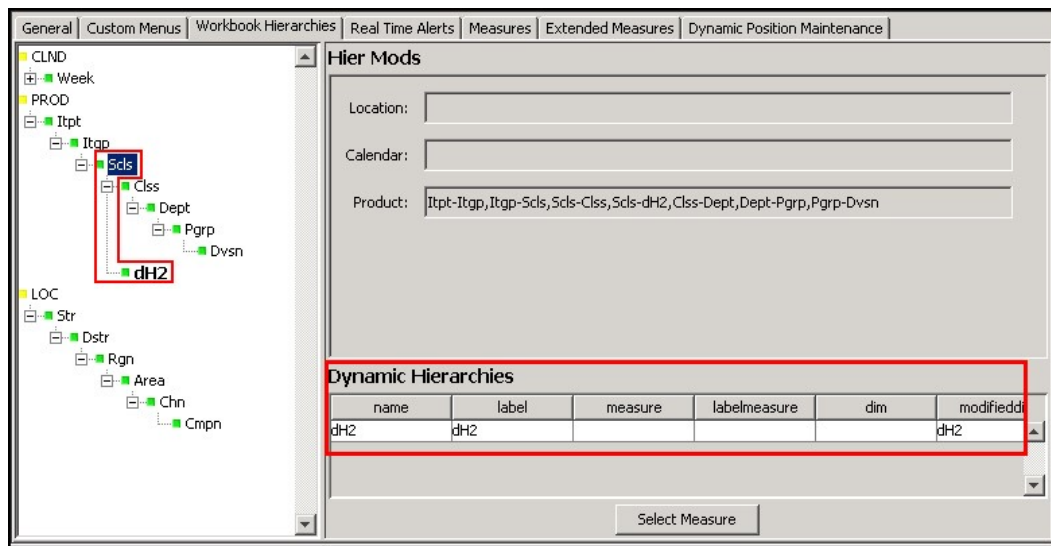 General Custom Menus Workbook Hierarchies Real Time Alerts Measures Extended Measures Dynamic Position Maintenance
CLND
Week
PROD
Itpt
Itgp
Scls
Clss
Dept
Pgrp
Dvsn
dH2
LOC
Str
Dstr
Rgn
Area
Chn
Cmpn
Hier Mods
Location:
Calendar:
Product: Itpt-Itgp,Itgp-Scls,Scls-Clss,Scls-dH2,Clss-Dept,Dept-Pgrp,Pgrp-Dvsn
Dynamic Hierarchies
name label measure labelmeasure dim modifieddi
dH2 dH2 dH2
Select Measure